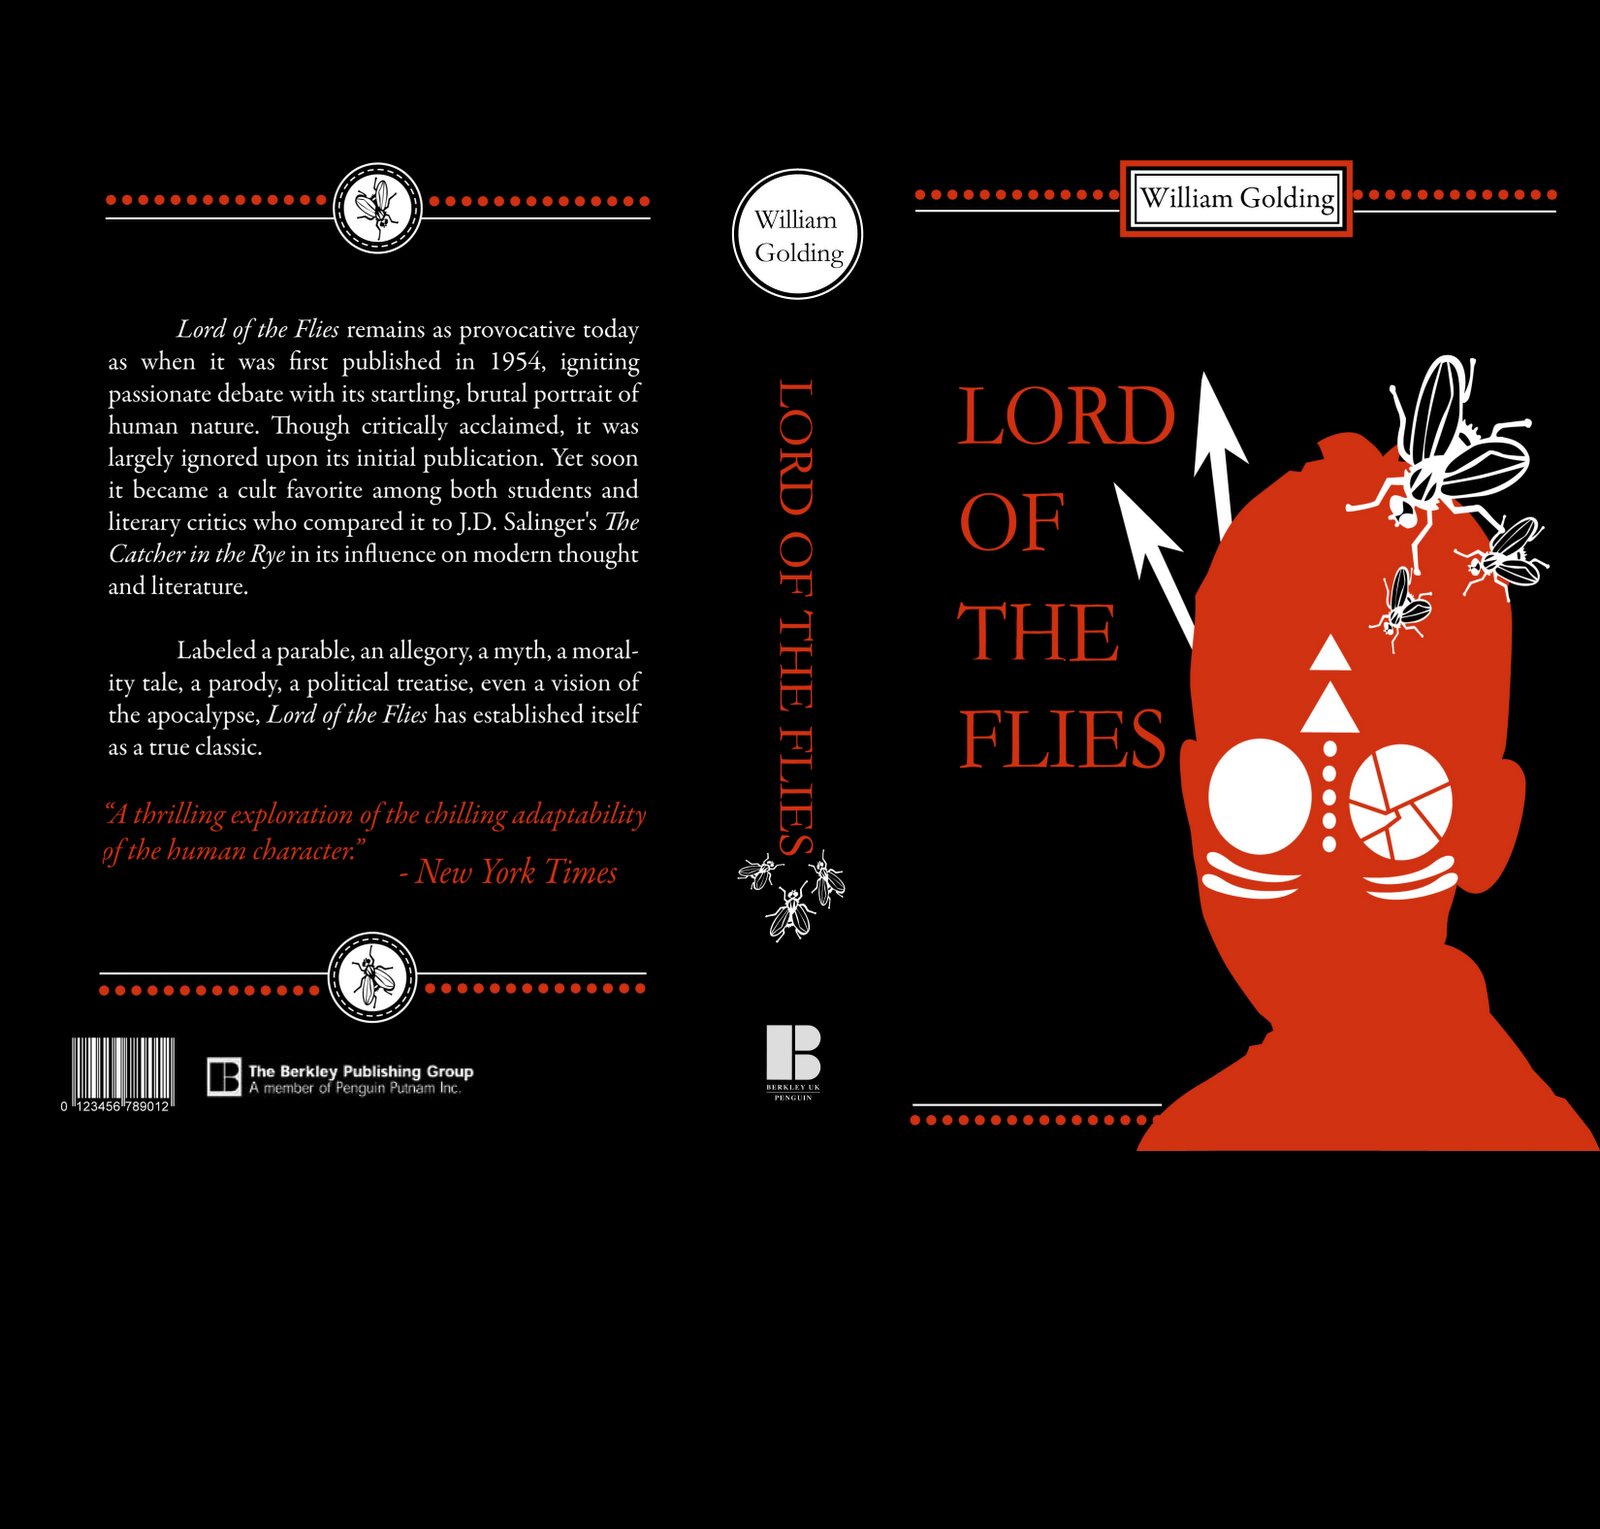 Lord of the Flies remains as provocative today
as when it was first published in 1954, igniting
passionate debate with its startling, brutal portrait of
human nature. Though critically acclaimed, it was
largely ignored upon its initial publication. Yet soon
it became a cult favorite among both students and
literary critics who compared it to J.D. Salinger's The
Catcher in the Rye in its influence on modern thought
and literature.
Labeled a parable, an allegory, a myth, a moral-
ity tale, a parody, a political treatise, even a vision of
the apocalypse, Lord of the Flies has established itself
as a true classic.
“A thrilling exploration of the chilling adaptability
of the human character.”
- New York Times
0 123456 789012
The Berkley Publishing Group
A member of Penguin Putnam Inc.
William
Golding
LORD OF THE FLIES
BERKLEY UK
PENGUIN
William Golding
LORD
OF
THE
FLIES